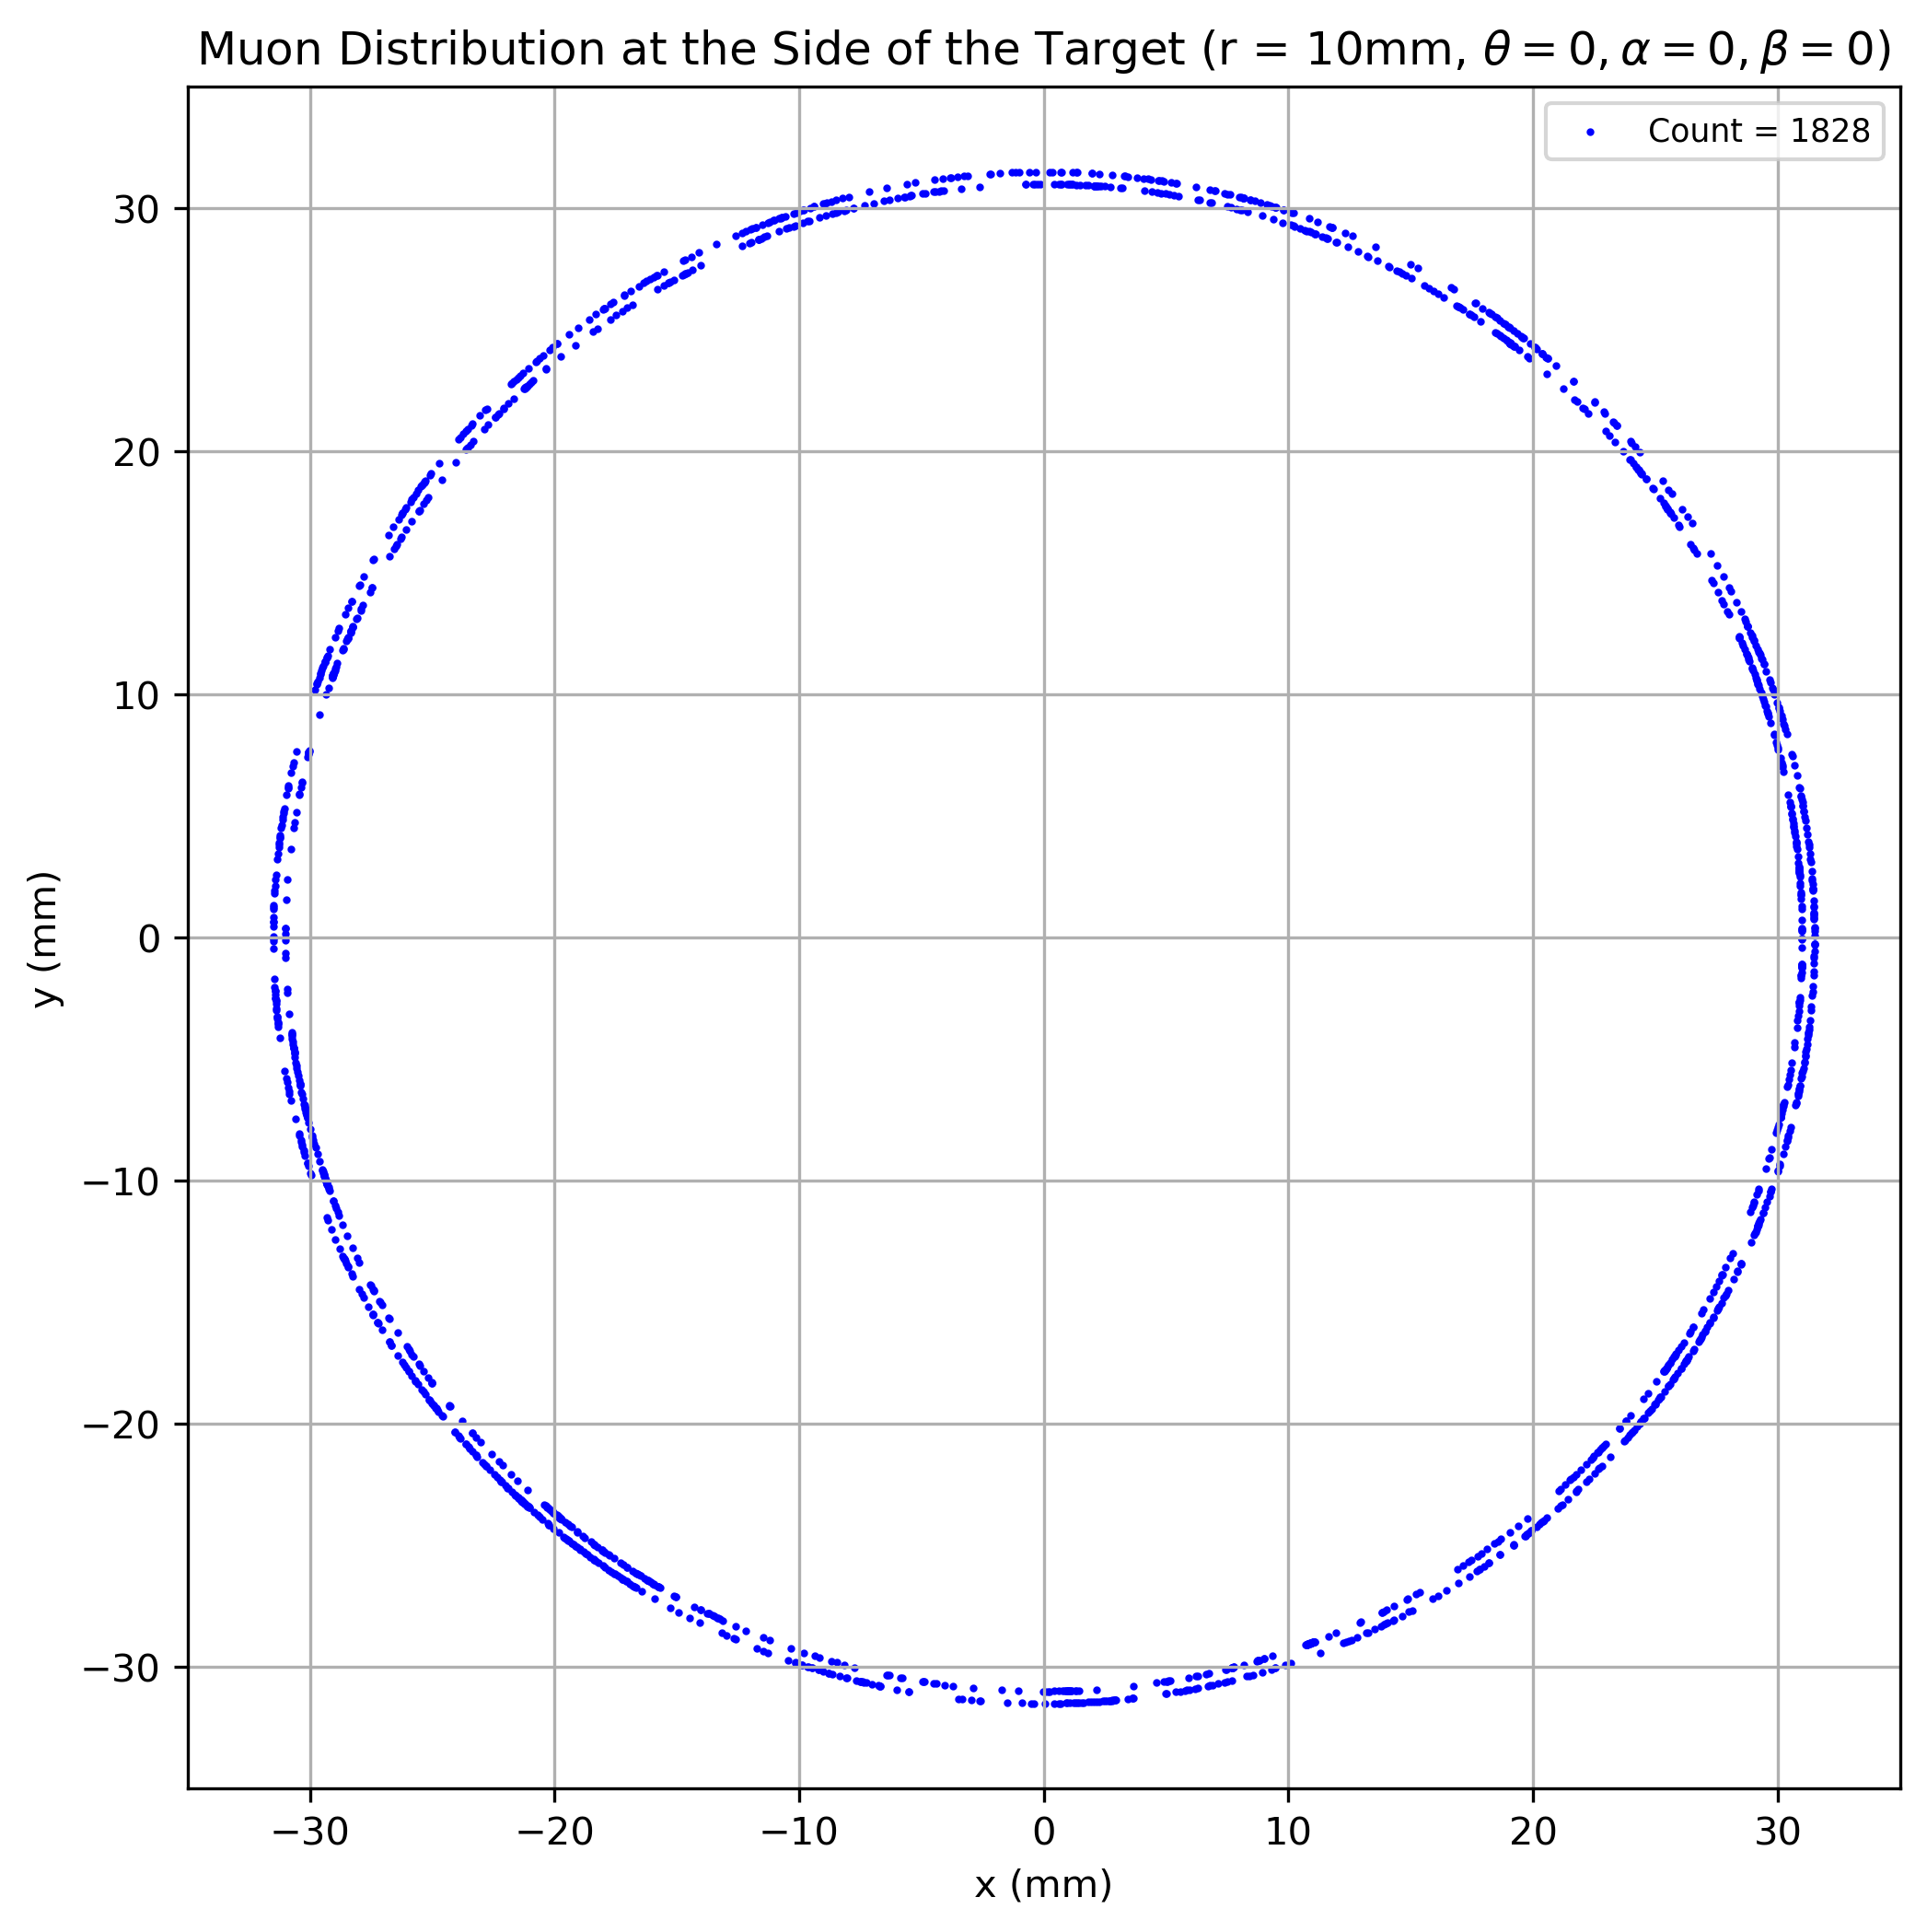 Muon Distribution at the Side of the Target (r = 10mm, θ = 0, α = 0, β = 0)
Count = 1828
30
20
10
0
−10
−20
−30
y (mm)
−30 −20 −10 0 10 20 30
x (mm)